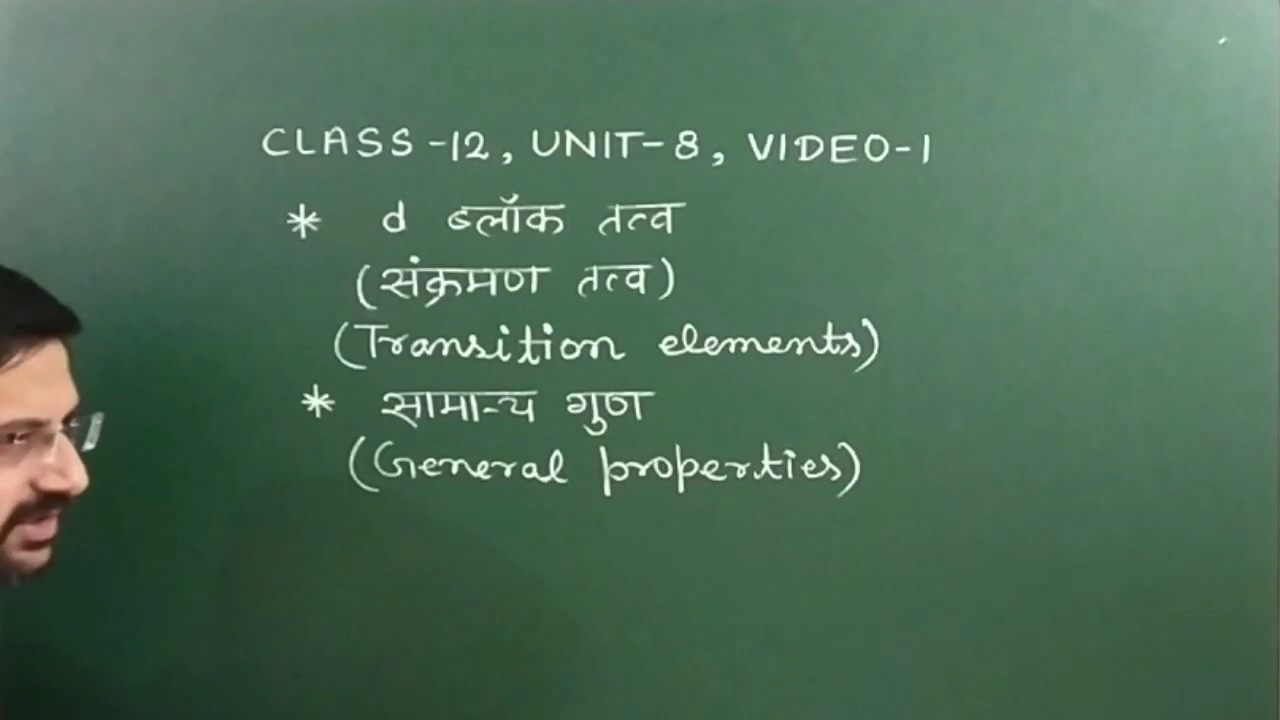 CLASS-12, UNIT-8, VIDEO-1
* d ब्लॉक तत्व
(संक्रमण तत्व)
(Transition elements)
* सामान्य गुण
(General properties)